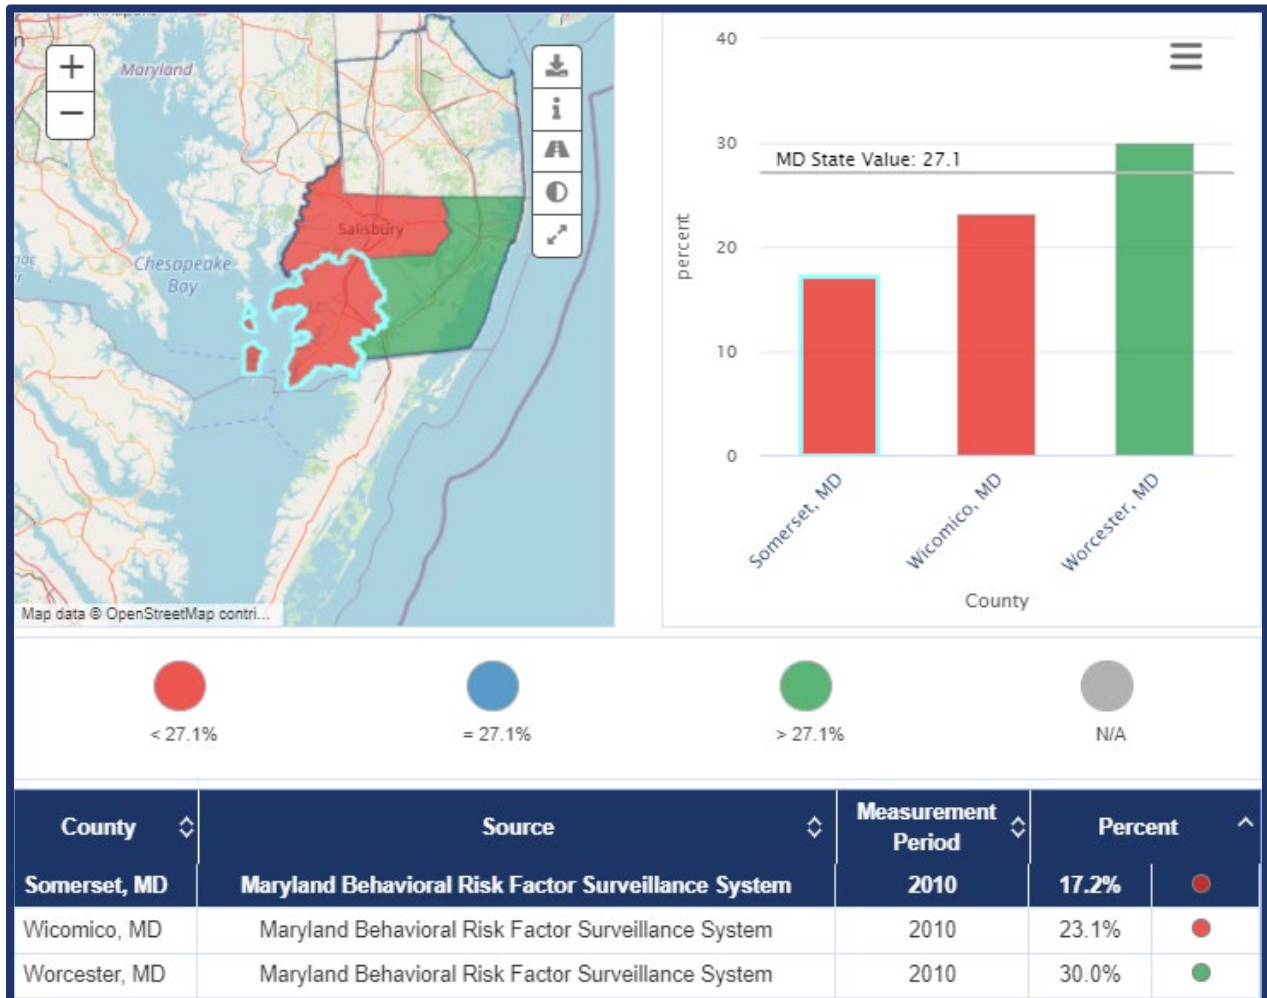 +
Maryland
−
Salisbury
Chesapeake
Bay
Map data © OpenStreetMap contri...
40
30
MD State Value: 27.1
percent
20
10
0
Somerset, MD
Wicomico, MD
Worcester, MD
County
< 27.1%
= 27.1%
> 27.1%
N/A
County Source Measurement Period Percent
Somerset, MD Maryland Behavioral Risk Factor Surveillance System 2010 17.2%
Wicomico, MD Maryland Behavioral Risk Factor Surveillance System 2010 23.1%
Worcester, MD Maryland Behavioral Risk Factor Surveillance System 2010 30.0%